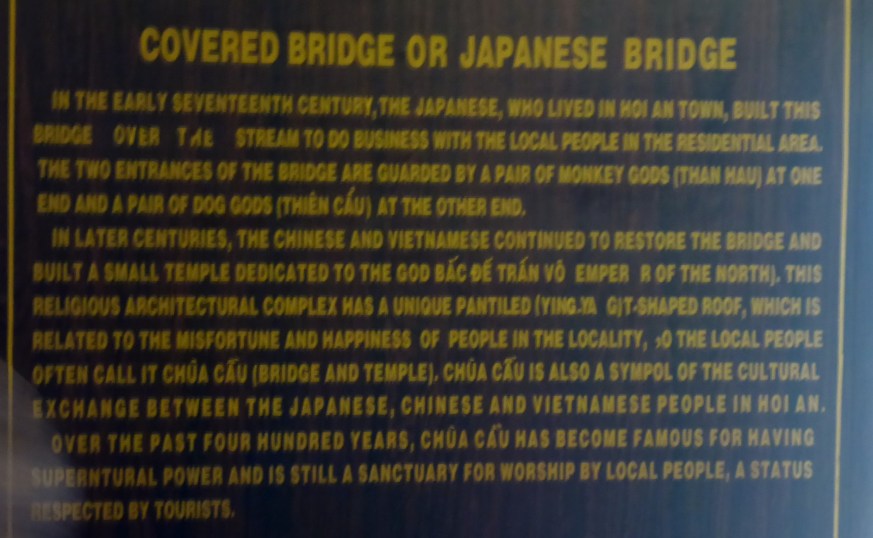 COVERED BRIDGE OR JAPANESE BRIDGE
IN THE EARLY SEVENTEENTH CENTURY, THE JAPANESE, WHO LIVED IN HOI AN TOWN, BUILT THIS
BRIDGE OVER THE STREAM TO DO BUSINESS WITH THE LOCAL PEOPLE IN THE RESIDENTIAL AREA.
THE TWO ENTRANCES OF THE BRIDGE ARE GUARDED BY A PAIR OF MONKEY GODS (THAN HAU) AT ONE
END AND A PAIR OF DOG GODS (THIÊN CẨU) AT THE OTHER END.
IN LATER CENTURIES, THE CHINESE AND VIETNAMESE CONTINUED TO RESTORE THE BRIDGE AND
BUILT A SMALL TEMPLE DEDICATED TO THE GOD BẮC ĐẾ TRẤN VÕ EMPER R OF THE NORTH). THIS
RELIGIOUS ARCHITECTURAL COMPLEX HAS A UNIQUE PANTILED (YING.YA G)T-SHAPED ROOF, WHICH IS
RELATED TO THE MISFORTUNE AND HAPPINESS OF PEOPLE IN THE LOCALITY, SO THE LOCAL PEOPLE
OFTEN CALL IT CHÙA CẦU (BRIDGE AND TEMPLE). CHÙA CẦU IS ALSO A SYMPOL OF THE CULTURAL
EXCHANGE BETWEEN THE JAPANESE, CHINESE AND VIETNAMESE PEOPLE IN HOI AN.
OVER THE PAST FOUR HUNDRED YEARS, CHÙA CẦU HAS BECOME FAMOUS FOR HAVING
SUPERNTURAL POWER AND IS STILL A SANCTUARY FOR WORSHIP BY LOCAL PEOPLE, A STATUS
RESPECTED BY TOURISTS.